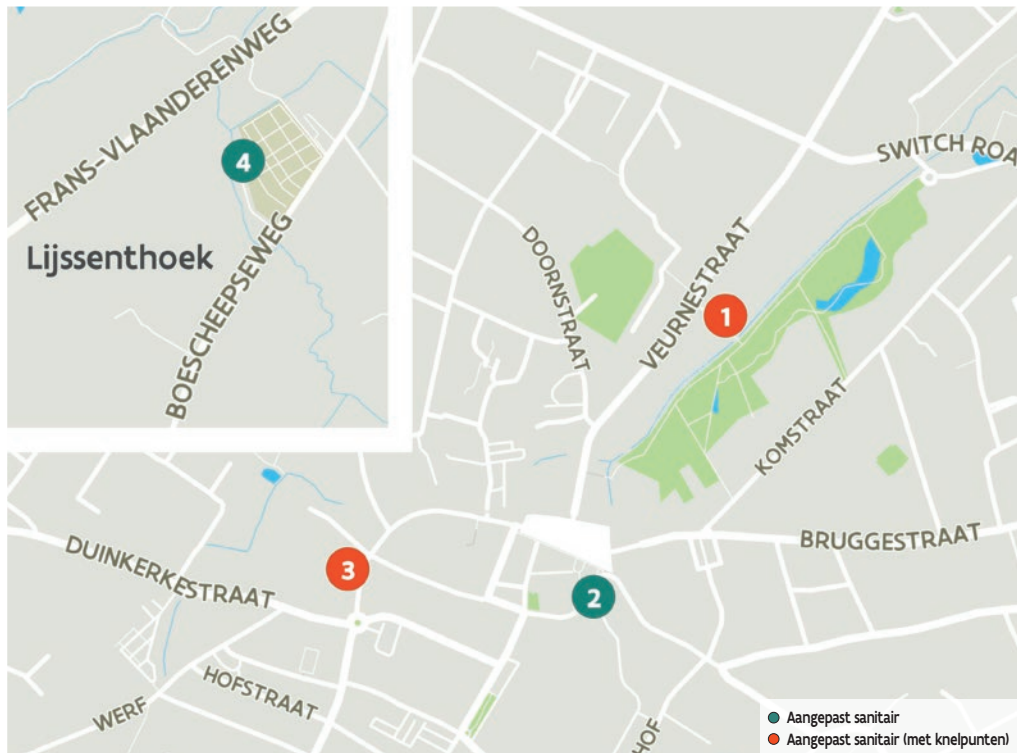 FRANS-VLAANDERENWEG
4
Lijssenthoek
BOESCHEEPSEWEG
SWITCH ROA
DOORNSTRAAT
VEURNESTRAAT
1
KOMSTRAAT
BRUGGESTRAAT
DUINKERKESTRAAT
3
2
HOFSTRAAT
WERF
HOF
Aangepast sanitair
Aangepast sanitair (met knelpunten)